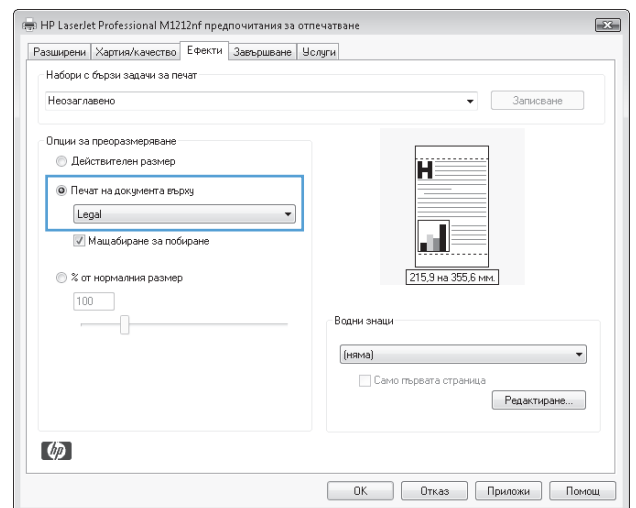 HP LaserJet Professional M1212nf предпочитания за отпечатване
Разширени Хартия/качество Ефекти Завършване Услуги
Набори с бързи задачи за печат
Неозаглавено
Записване
Опции за преоразмеряване
Действителен размер
Печат на документа върху
Legal
Мащабиране за побиране
% от нормалния размер
100
H
215,9 на 355,6 мм.
Водни знаци
(няма)
Само първата страница
Редактиране...
hp
OK Отказ Приложи Помощ